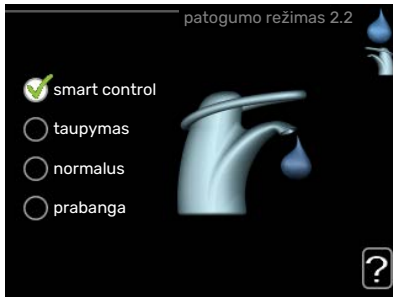 patogumo režimas 2.2
smart control
taupymas
normalus
prabanga
?